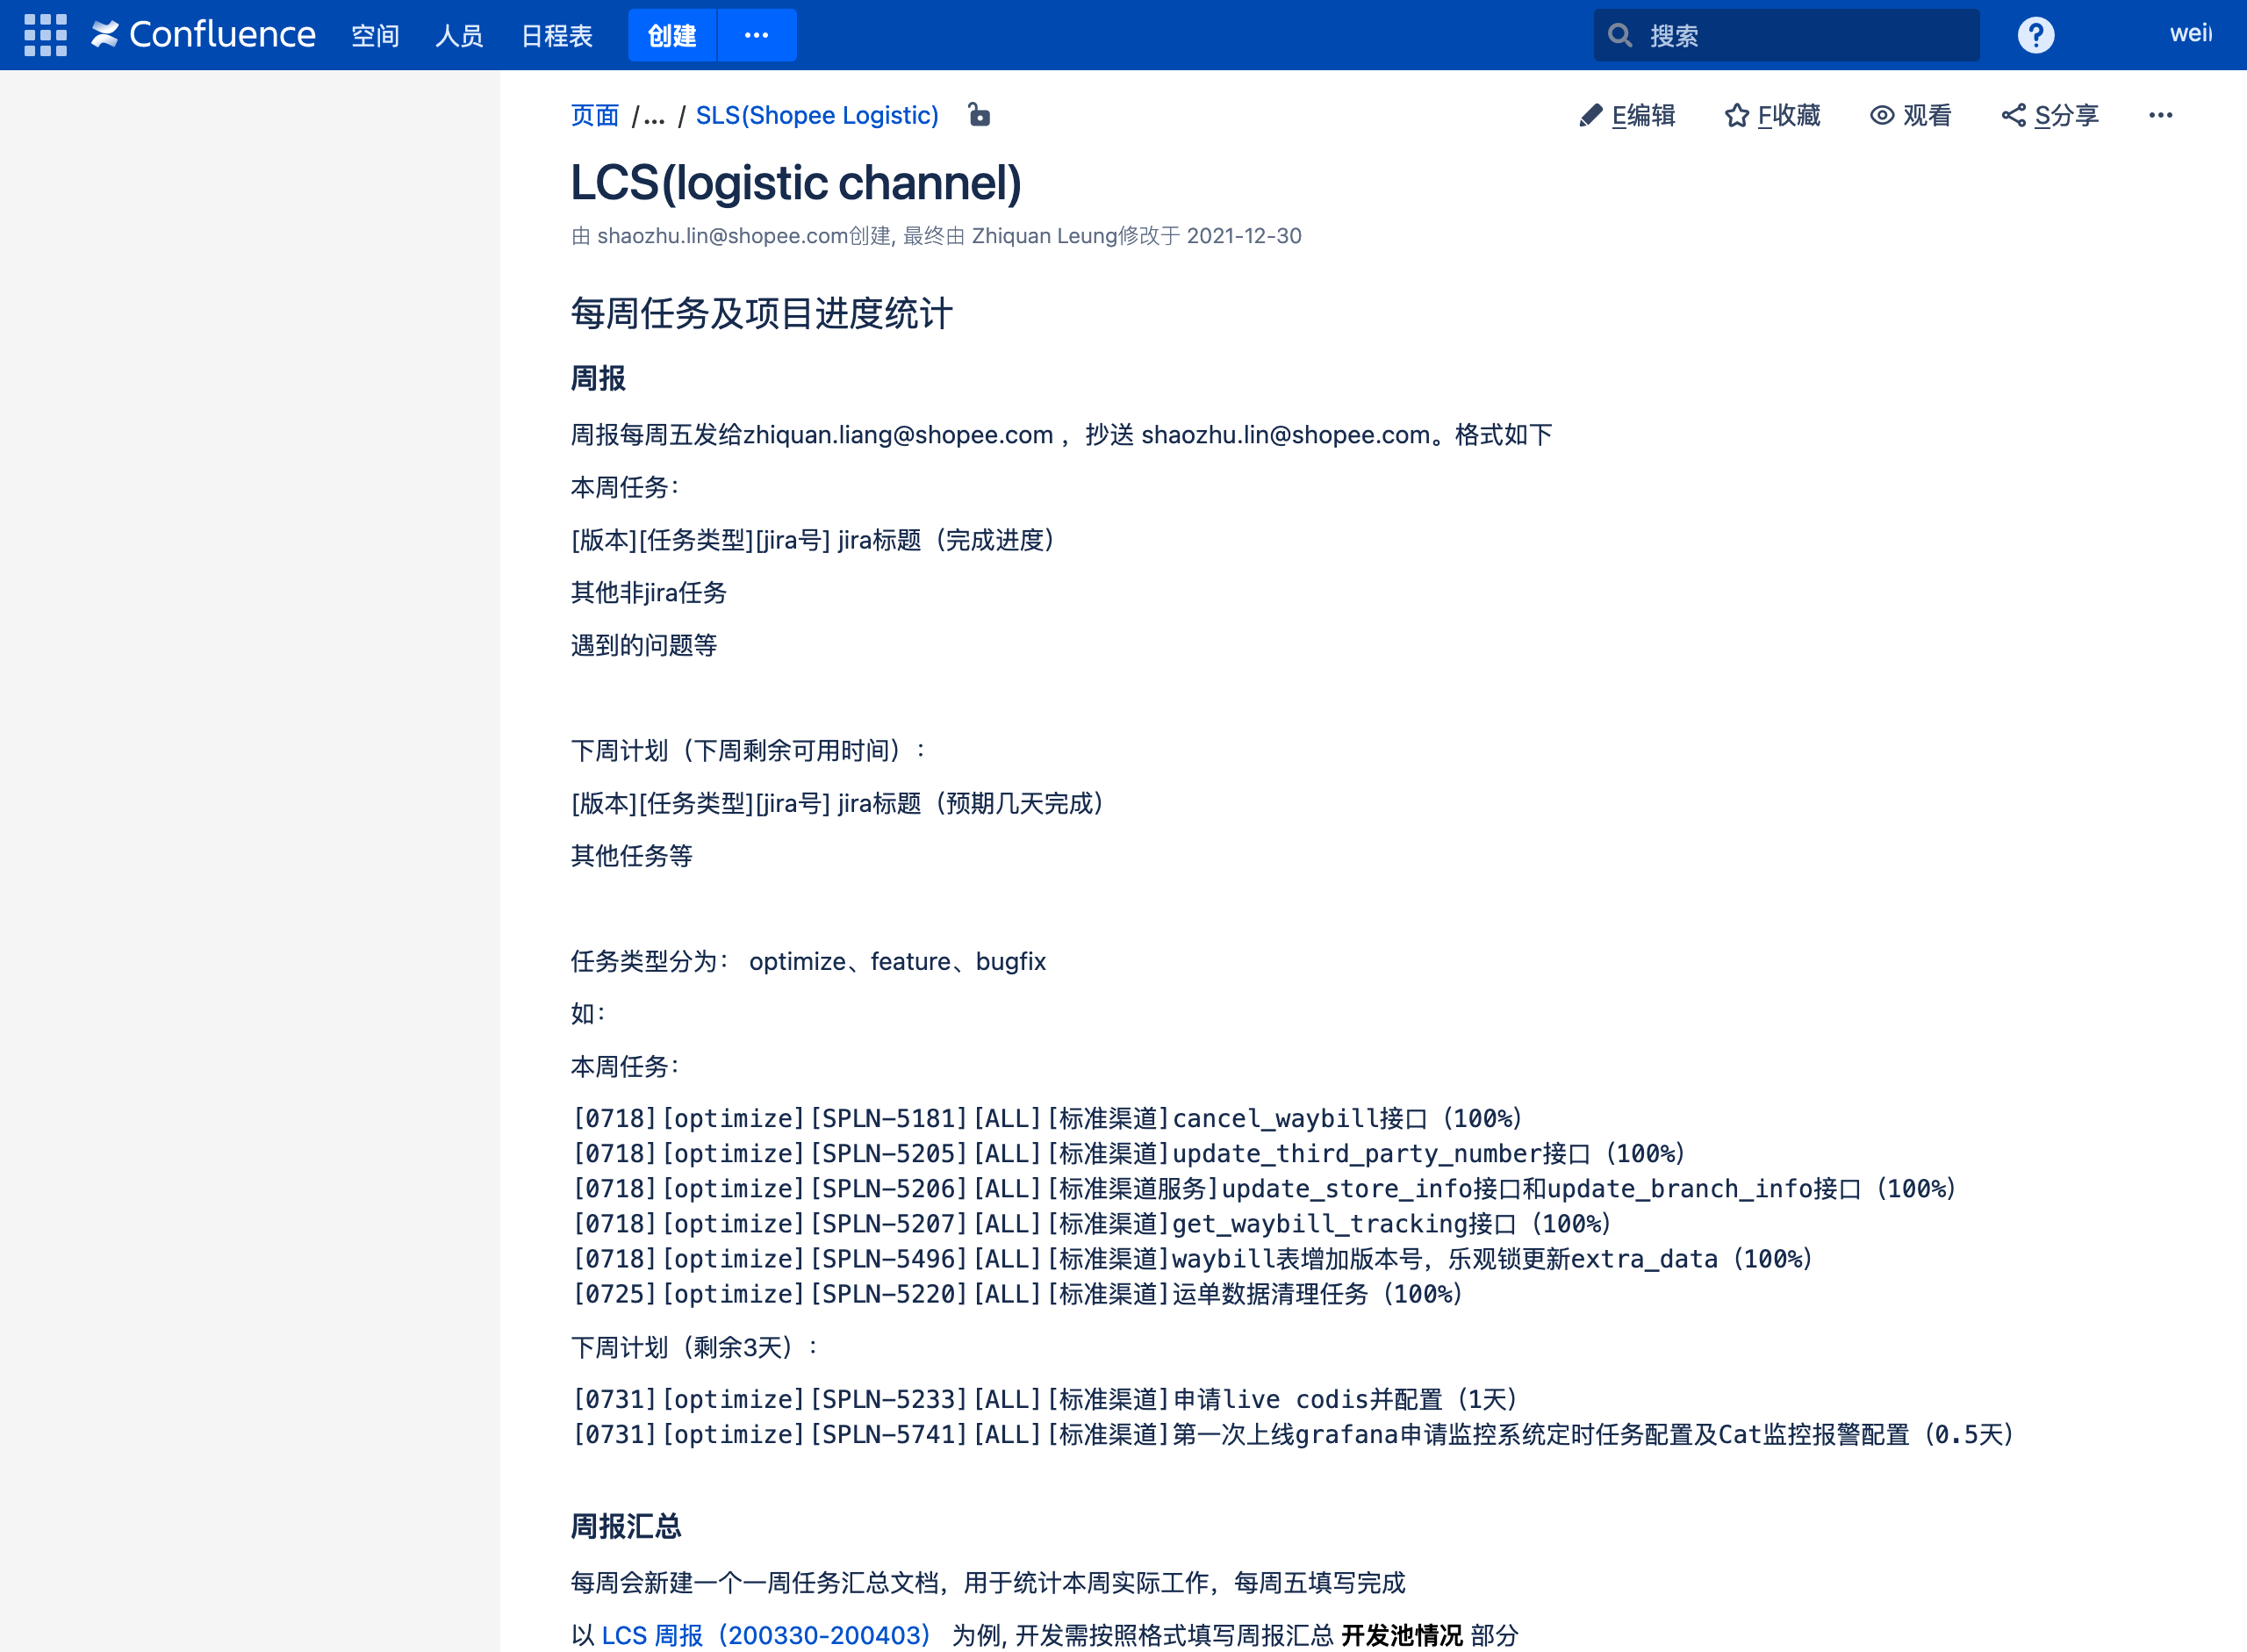 Confluence 空间 人员 日程表 创建 ··· 搜索 ?
页面 /... / SLS(Shopee Logistic) E编辑 F收藏 观看 S分享 ···
LCS(logistic channel)
由 shaozhu.lin@shopee.com创建, 最终由 Zhiquan Leung修改于 2021-12-30
每周任务及项目进度统计
周报
周报每周五发给zhiquan.liang@shopee.com ，抄送 shaozhu.lin@shopee.com。格式如下
本周任务：
[版本][任务类型][jira号] jira标题（完成进度）
其他非jira任务
遇到的问题等
下周计划（下周剩余可用时间）：
[版本][任务类型][jira号] jira标题（预期几天完成）
其他任务等
任务类型分为： optimize、feature、bugfix
如：
本周任务：
[0718][optimize][SPLN-5181][ALL][标准渠道]cancel_waybill接口（100%）
[0718][optimize][SPLN-5205][ALL][标准渠道]update_third_party_number接口（100%）
[0718][optimize][SPLN-5206][ALL][标准渠道服务]update_store_info接口和update_branch_info接口（100%）
[0718][optimize][SPLN-5207][ALL][标准渠道]get_waybill_tracking接口（100%）
[0718][optimize][SPLN-5496][ALL][标准渠道]waybill表增加版本号，乐观锁更新extra_data（100%）
[0725][optimize][SPLN-5220][ALL][标准渠道]运单数据清理任务（100%）
下周计划（剩余3天）：
[0731][optimize][SPLN-5233][ALL][标准渠道]申请live codis并配置（1天）
[0731][optimize][SPLN-5741][ALL][标准渠道]第一次上线grafana申请监控系统定时任务配置及Cat监控报警配置（0.5天）
周报汇总
每周会新建一个一周任务汇总文档，用于统计本周实际工作，每周五填写完成
以 LCS 周报（200330-200403） 为例, 开发需按照格式填写周报汇总 开发池情况 部分